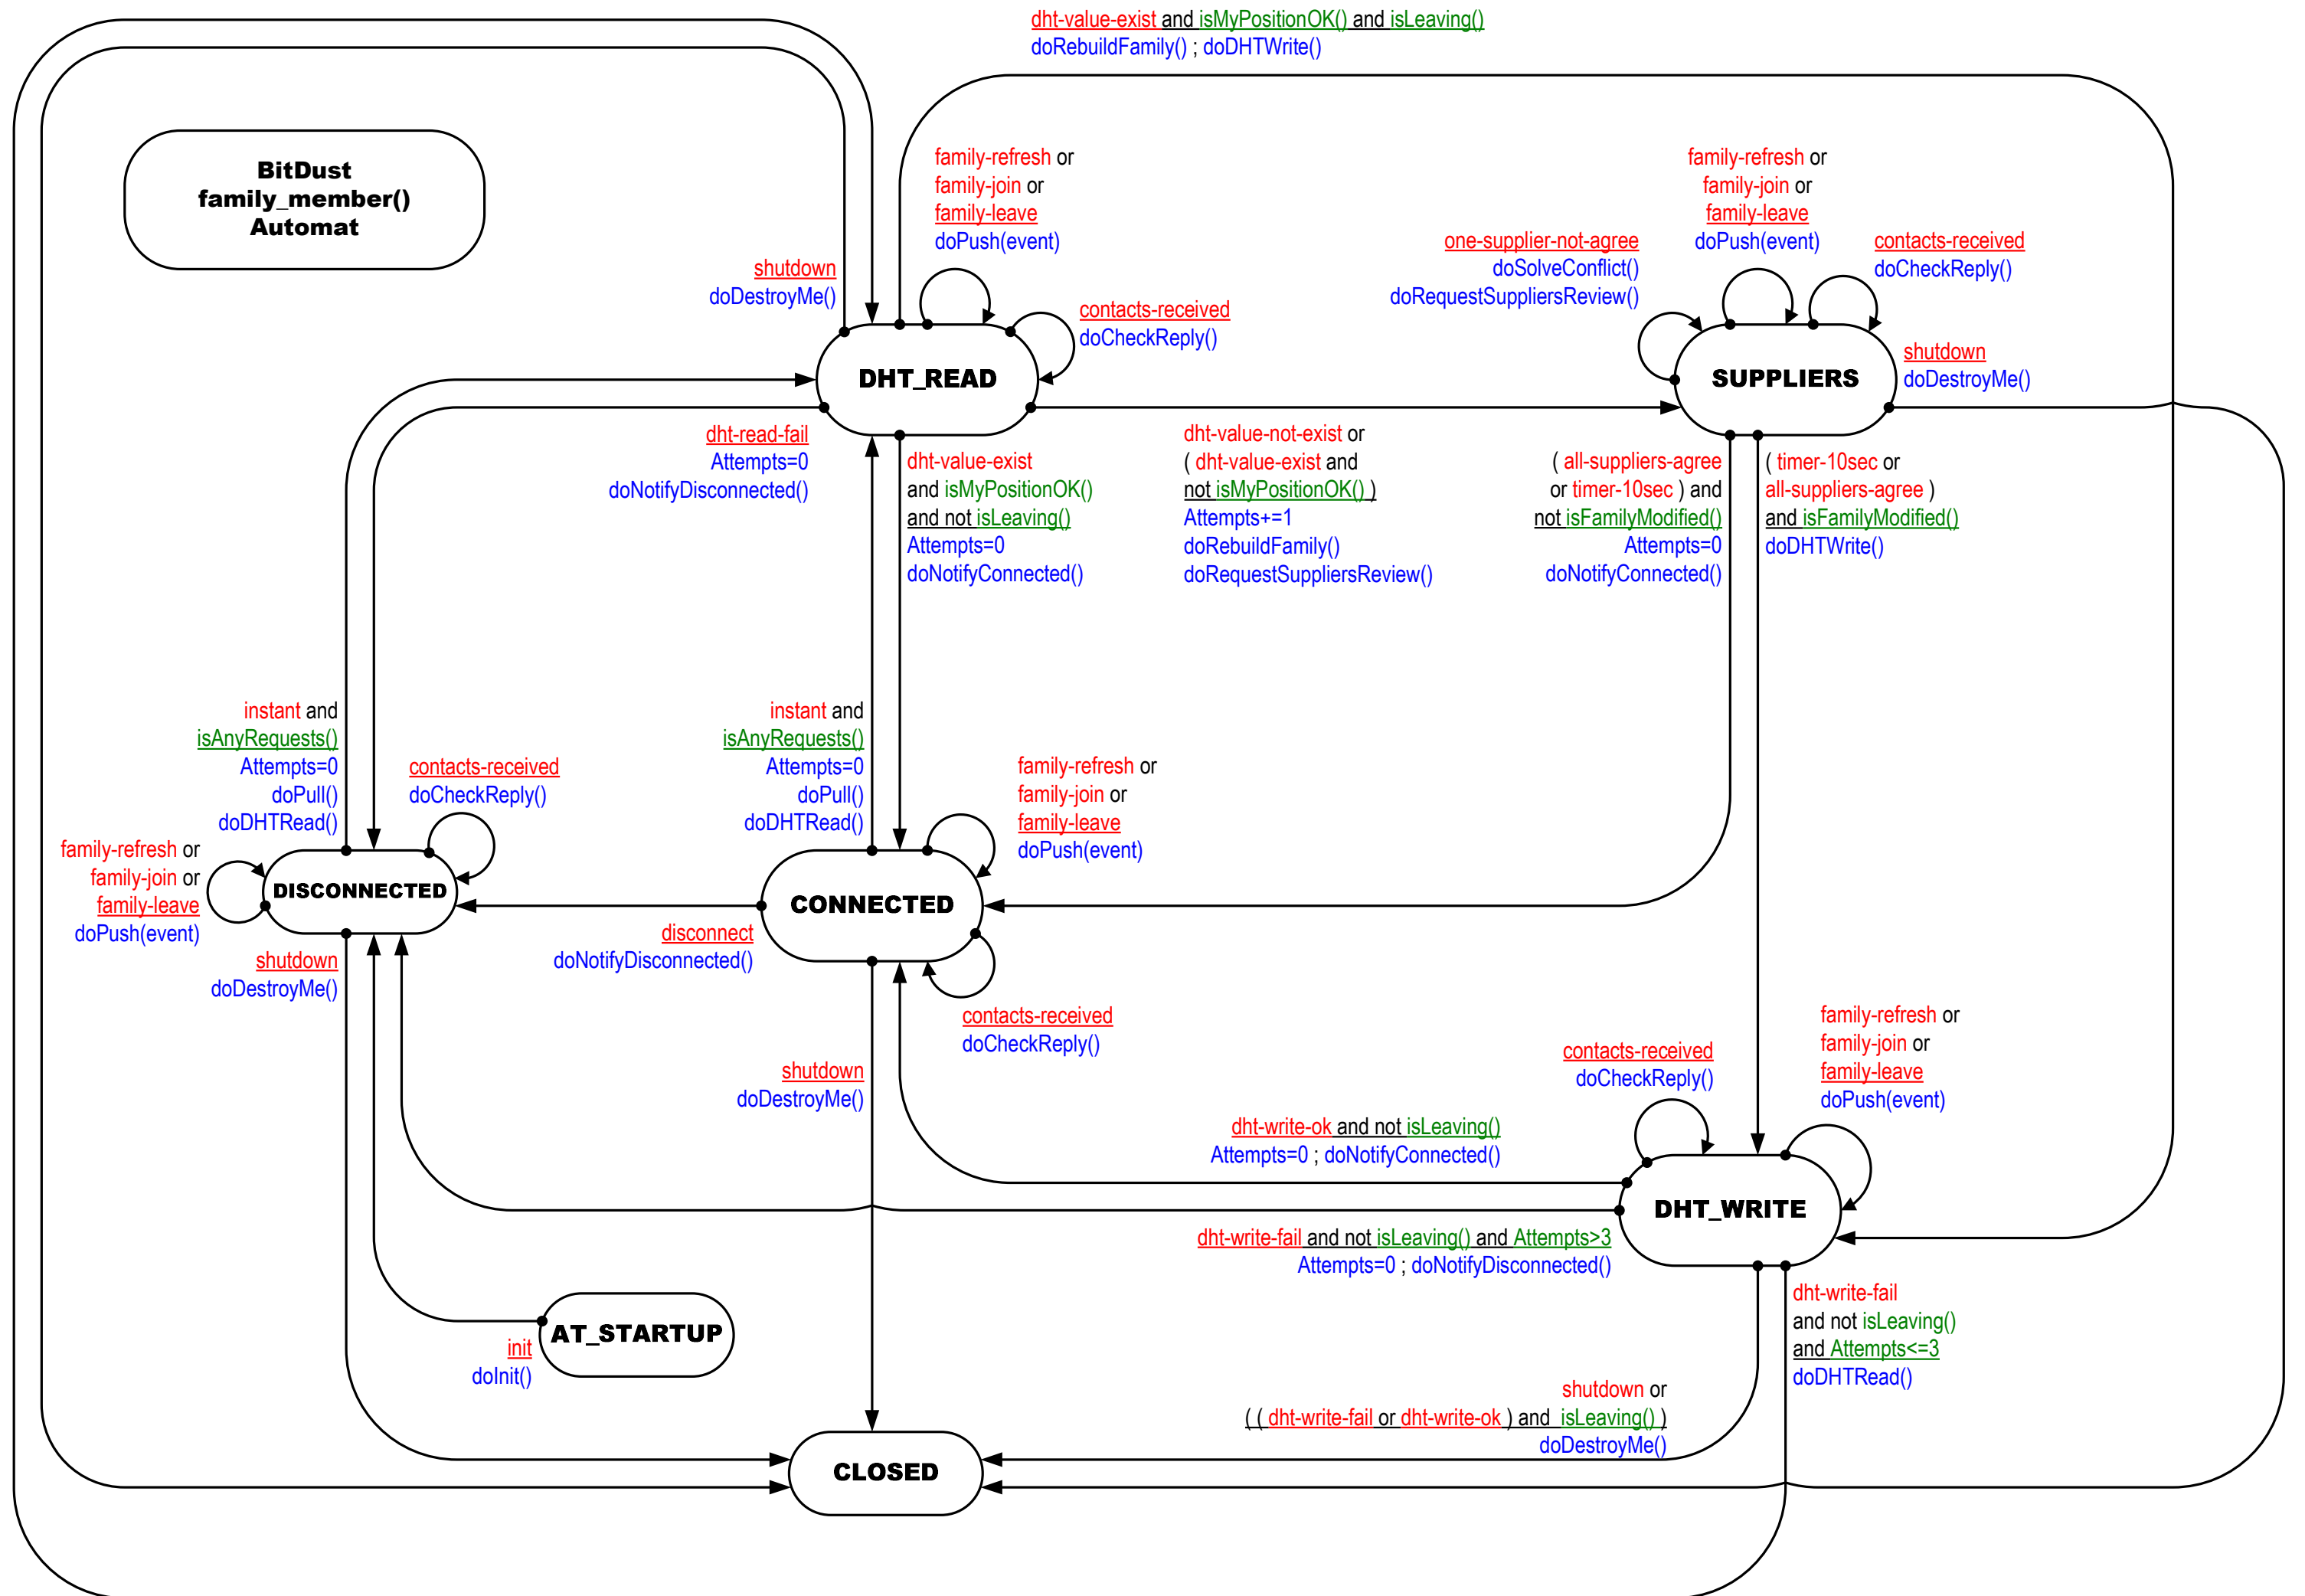 dht-value-exist and isMyPositionOK() and isLeaving()
doRebuildFamily() ; doDHTWrite()
BitDust
family_member()
Automat
family-refresh or
family-join or
family-leave
doPush(event)
family-refresh or
family-join or
family-leave
doPush(event)
one-supplier-not-agree
doSolveConflict()
doRequestSuppliersReview()
contacts-received
doCheckReply()
shutdown
doDestroyMe()
contacts-received
doCheckReply()
shutdown
doDestroyMe()
DHT_READ
SUPPLIERS
dht-read-fail
Attempts=0
doNotifyDisconnected()
dht-value-exist
and isMyPositionOK()
and not isLeaving()
Attempts=0
doNotifyConnected()
dht-value-not-exist or
( dht-value-exist and
not isMyPositionOK() )
Attempts+=1
doRebuildFamily()
doRequestSuppliersReview()
( all-suppliers-agree
or timer-10sec ) and
not isFamilyModified()
Attempts=0
doNotifyConnected()
( timer-10sec or
all-suppliers-agree )
and isFamilyModified()
doDHTWrite()
instant and
isAnyRequests()
Attempts=0
doPull()
doDHTRead()
contacts-received
doCheckReply()
instant and
isAnyRequests()
Attempts=0
doPull()
doDHTRead()
family-refresh or
family-join or
family-leave
doPush(event)
family-refresh or
family-join or
family-leave
doPush(event)
DISCONNECTED
CONNECTED
shutdown
doDestroyMe()
disconnect
doNotifyDisconnected()
contacts-received
doCheckReply()
shutdown
doDestroyMe()
contacts-received
doCheckReply()
family-refresh or
family-join or
family-leave
doPush(event)
dht-write-ok and not isLeaving()
Attempts=0 ; doNotifyConnected()
DHT_WRITE
dht-write-fail and not isLeaving() and Attempts>3
Attempts=0 ; doNotifyDisconnected()
AT_STARTUP
init
doInit()
dht-write-fail
and not isLeaving()
and Attempts<=3
doDHTRead()
shutdown or
( ( dht-write-fail or dht-write-ok ) and isLeaving() )
doDestroyMe()
CLOSED